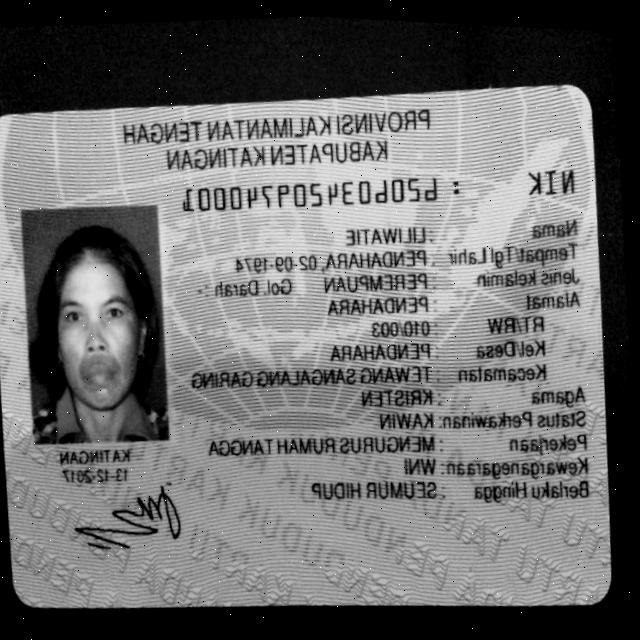 PROVINSI KALIMANTAN TENGAH
KABUPATEN KATINGAN
NIK : 6206034209740001
Nama : LILIWATIE
Tempat/Tgl Lahir : PENDAHARA, 02-09-1974
Jenis kelamin : PEREMPUAN Gol. Darah : -
Alamat : PENDAHARA
RT/RW : 010/003
Kel/Desa : PENDAHARA
Kecamatan : TEWANG SANGALANG GARING
Agama : KRISTEN
Status Perkawinan: KAWIN
Pekerjaan : MENGURUS RUMAH TANGGA
Kewarganegaraan: WNI
Berlaku Hingga : SEUMUR HIDUP
KATINGAN
13-12-2017